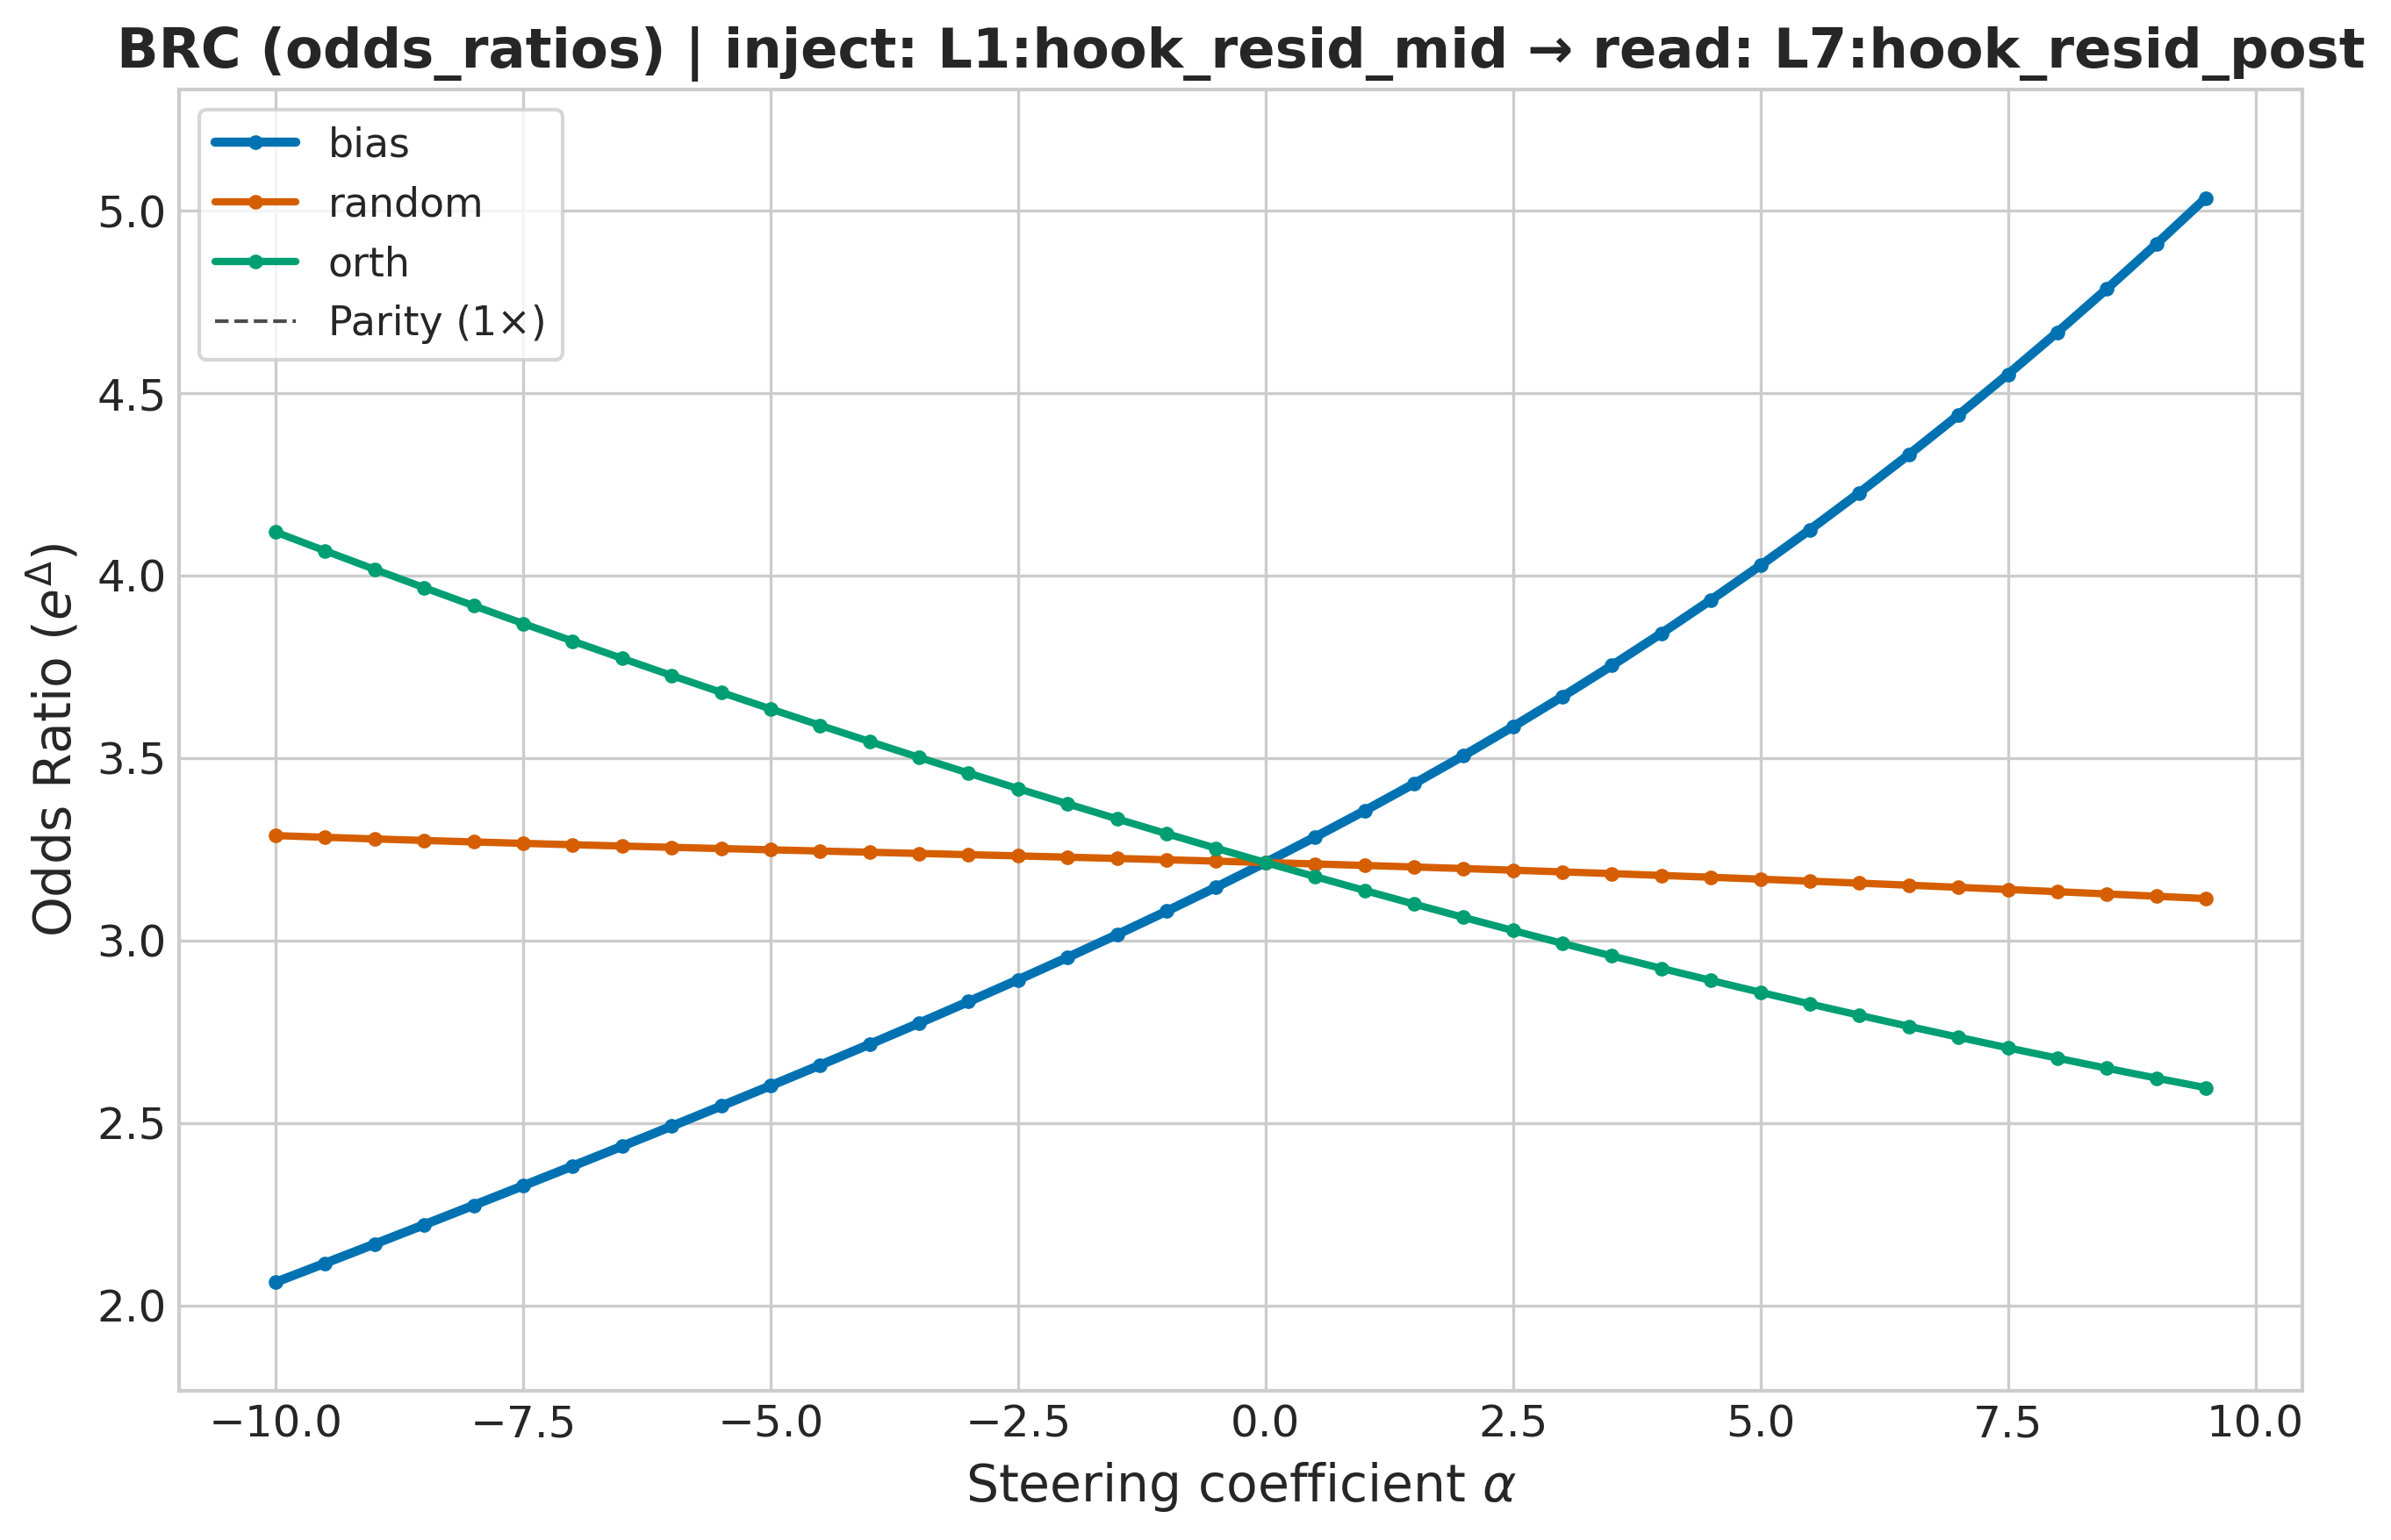 BRC (odds_ratios) | inject: L1:hook_resid_mid → read: L7:hook_resid_post
bias
random
orth
Parity (1×)
Odds Ratio (e^Δ)
5.0
4.5
4.0
3.5
3.0
2.5
2.0
−10.0 −7.5 −5.0 −2.5 0.0 2.5 5.0 7.5 10.0
Steering coefficient α